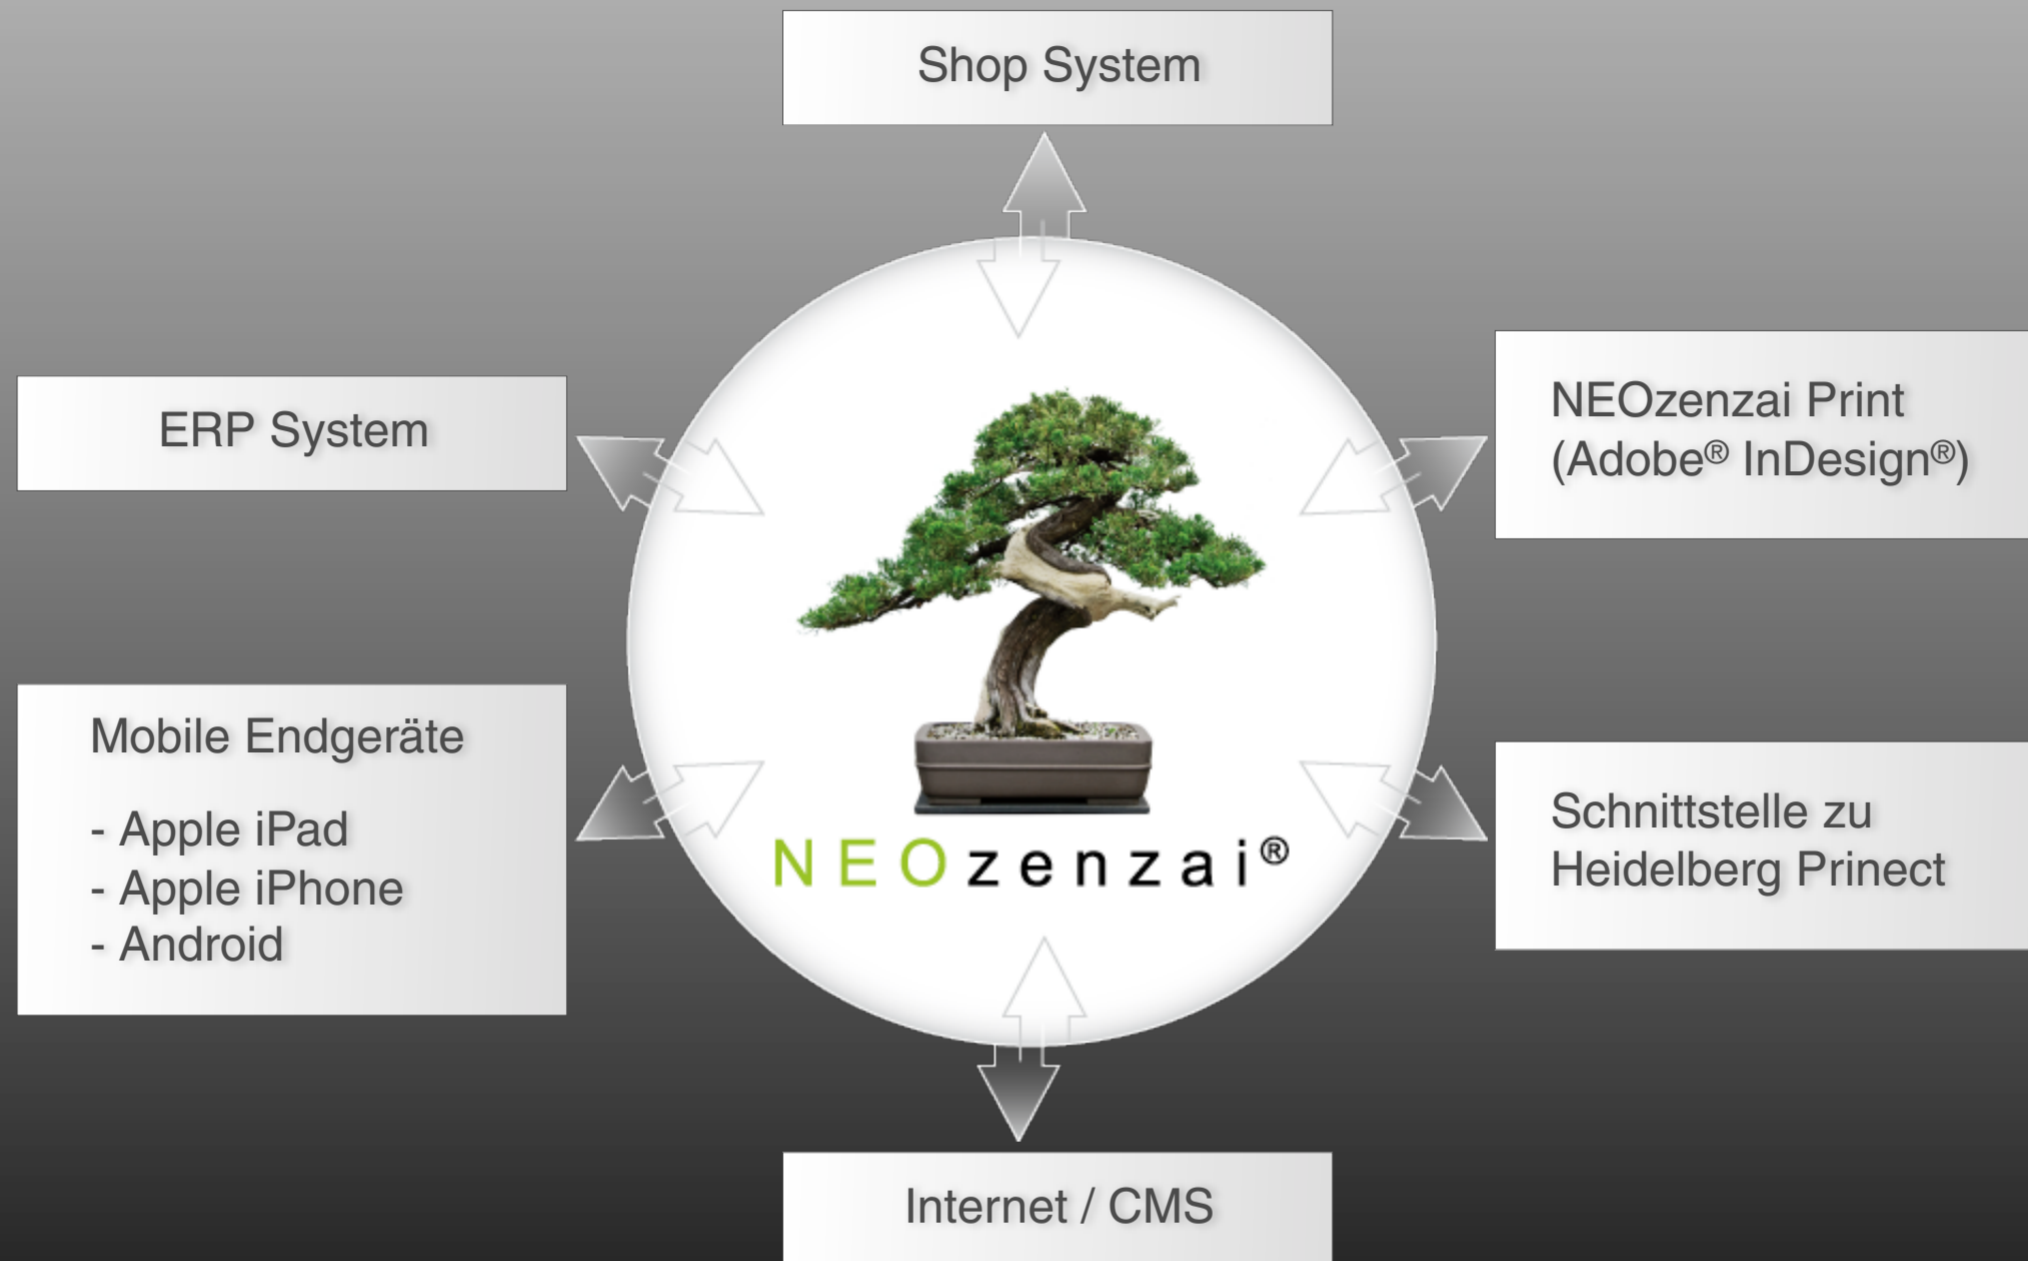 Shop System
ERP System
NEOzenzai Print
(Adobe® InDesign®)
Mobile Endgeräte
- Apple iPad
- Apple iPhone
- Android
NEOzenzai®
Schnittstelle zu
Heidelberg Prinect
Internet / CMS